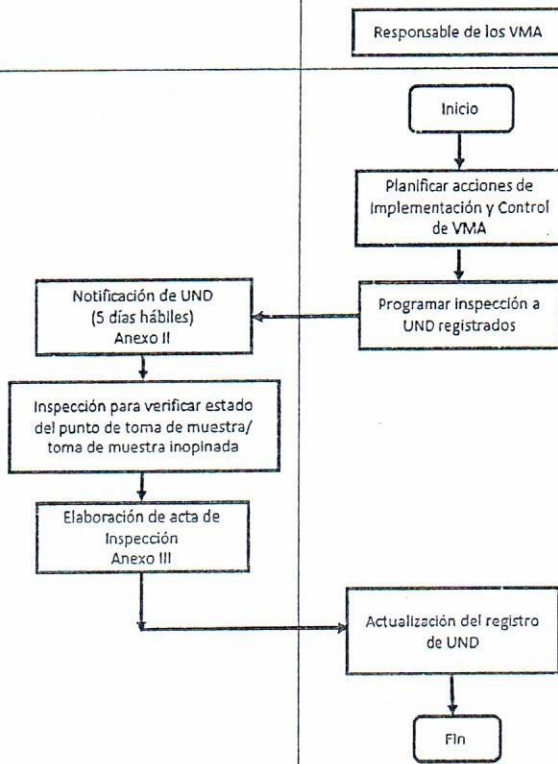 Responsable de los VMA
Inicio
Planificar acciones de
Implementación y Control
de VMA
Programar inspección a
UND registrados
Notificación de UND
(5 días hábiles)
Anexo II
Inspección para verificar estado
del punto de toma de muestra/
toma de muestra inopinada
Elaboración de acta de
Inspección
Anexo III
Actualización del registro
de UND
Fin